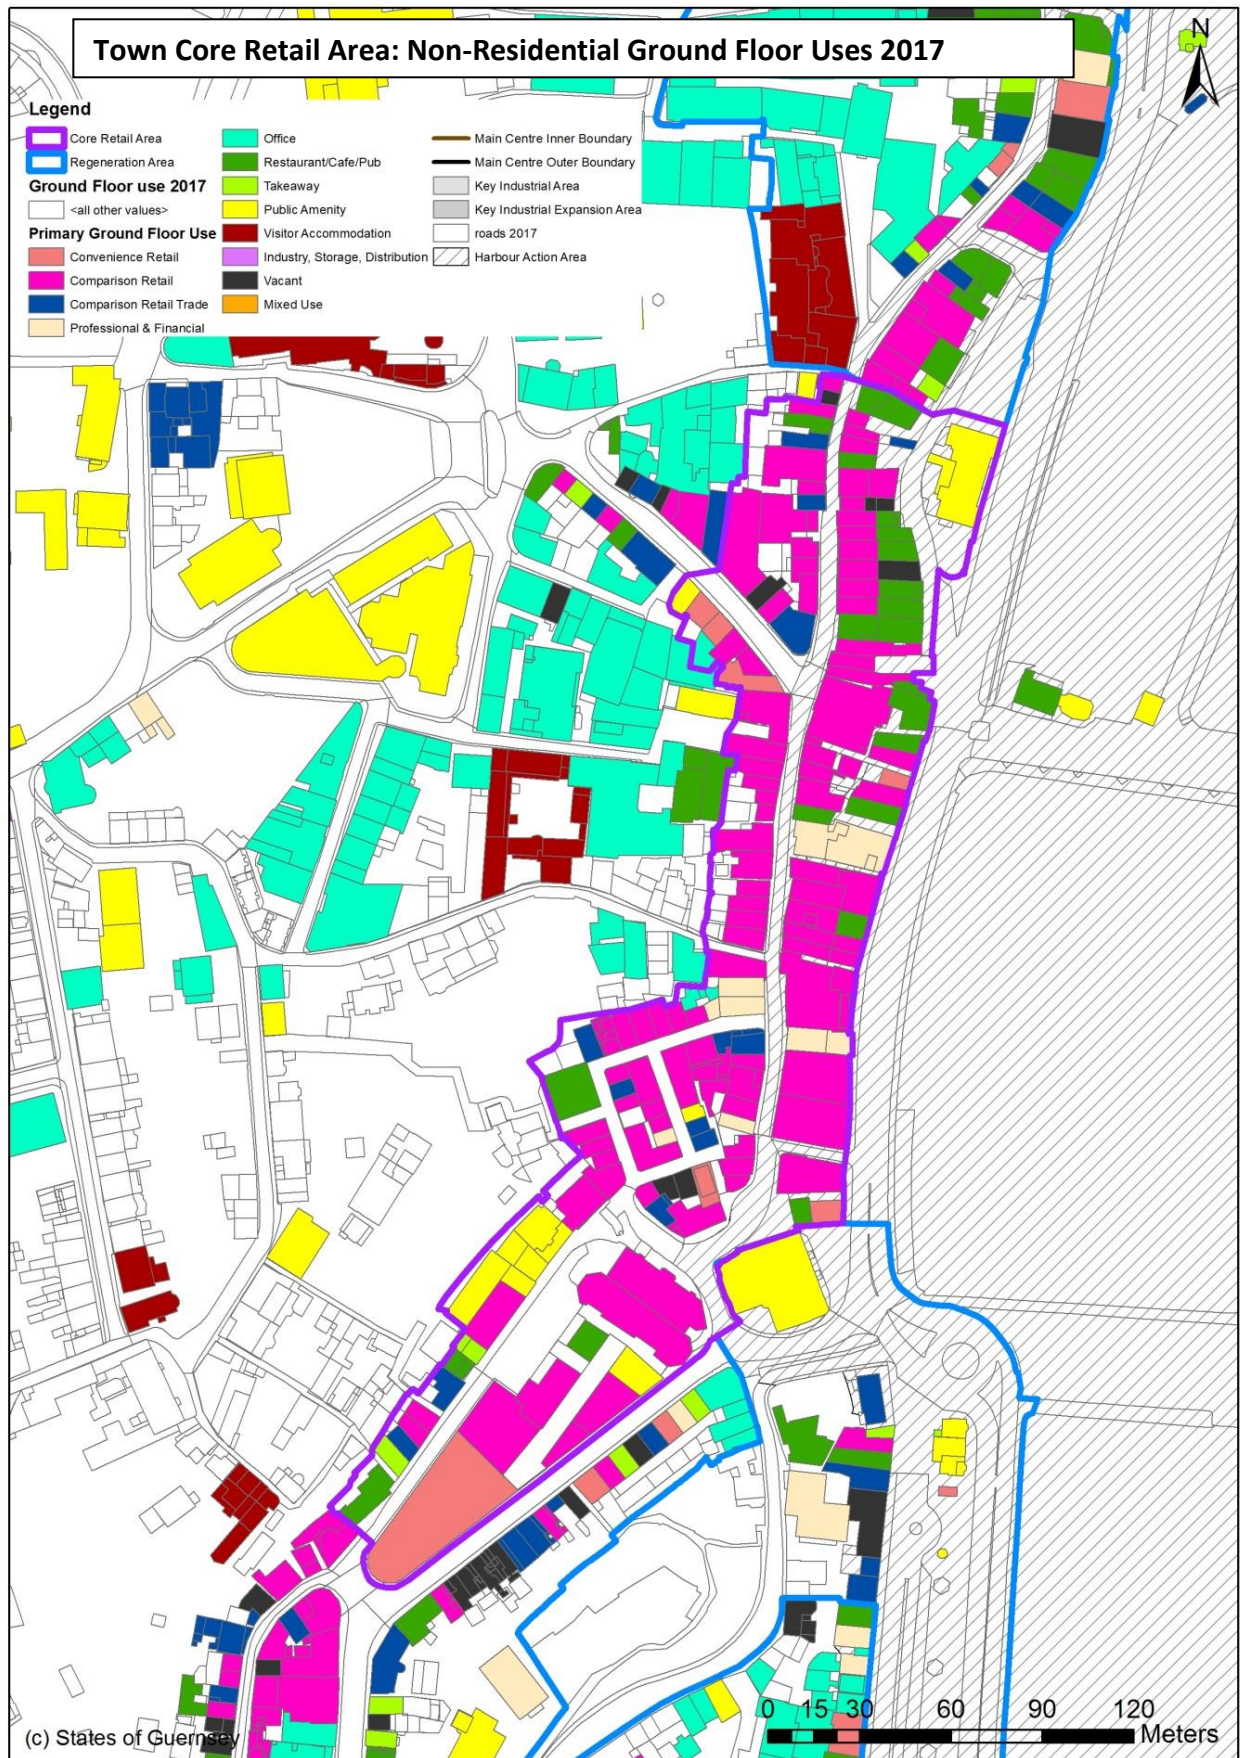 Town Core Retail Area: Non-Residential Ground Floor Uses 2017
N
Legend
Core Retail Area
Regeneration Area
Ground Floor use 2017
<all other values>
Primary Ground Floor Use
Convenience Retail
Comparison Retail
Comparison Retail Trade
Professional & Financial
Office
Restaurant/Cafe/Pub
Takeaway
Public Amenity
Visitor Accommodation
Industry, Storage, Distribution
Vacant
Mixed Use
Main Centre Inner Boundary
Main Centre Outer Boundary
Key Industrial Area
Key Industrial Expansion Area
roads 2017
Harbour Action Area
0 15 30 60 90 120
Meters
(c) States of Guernsey